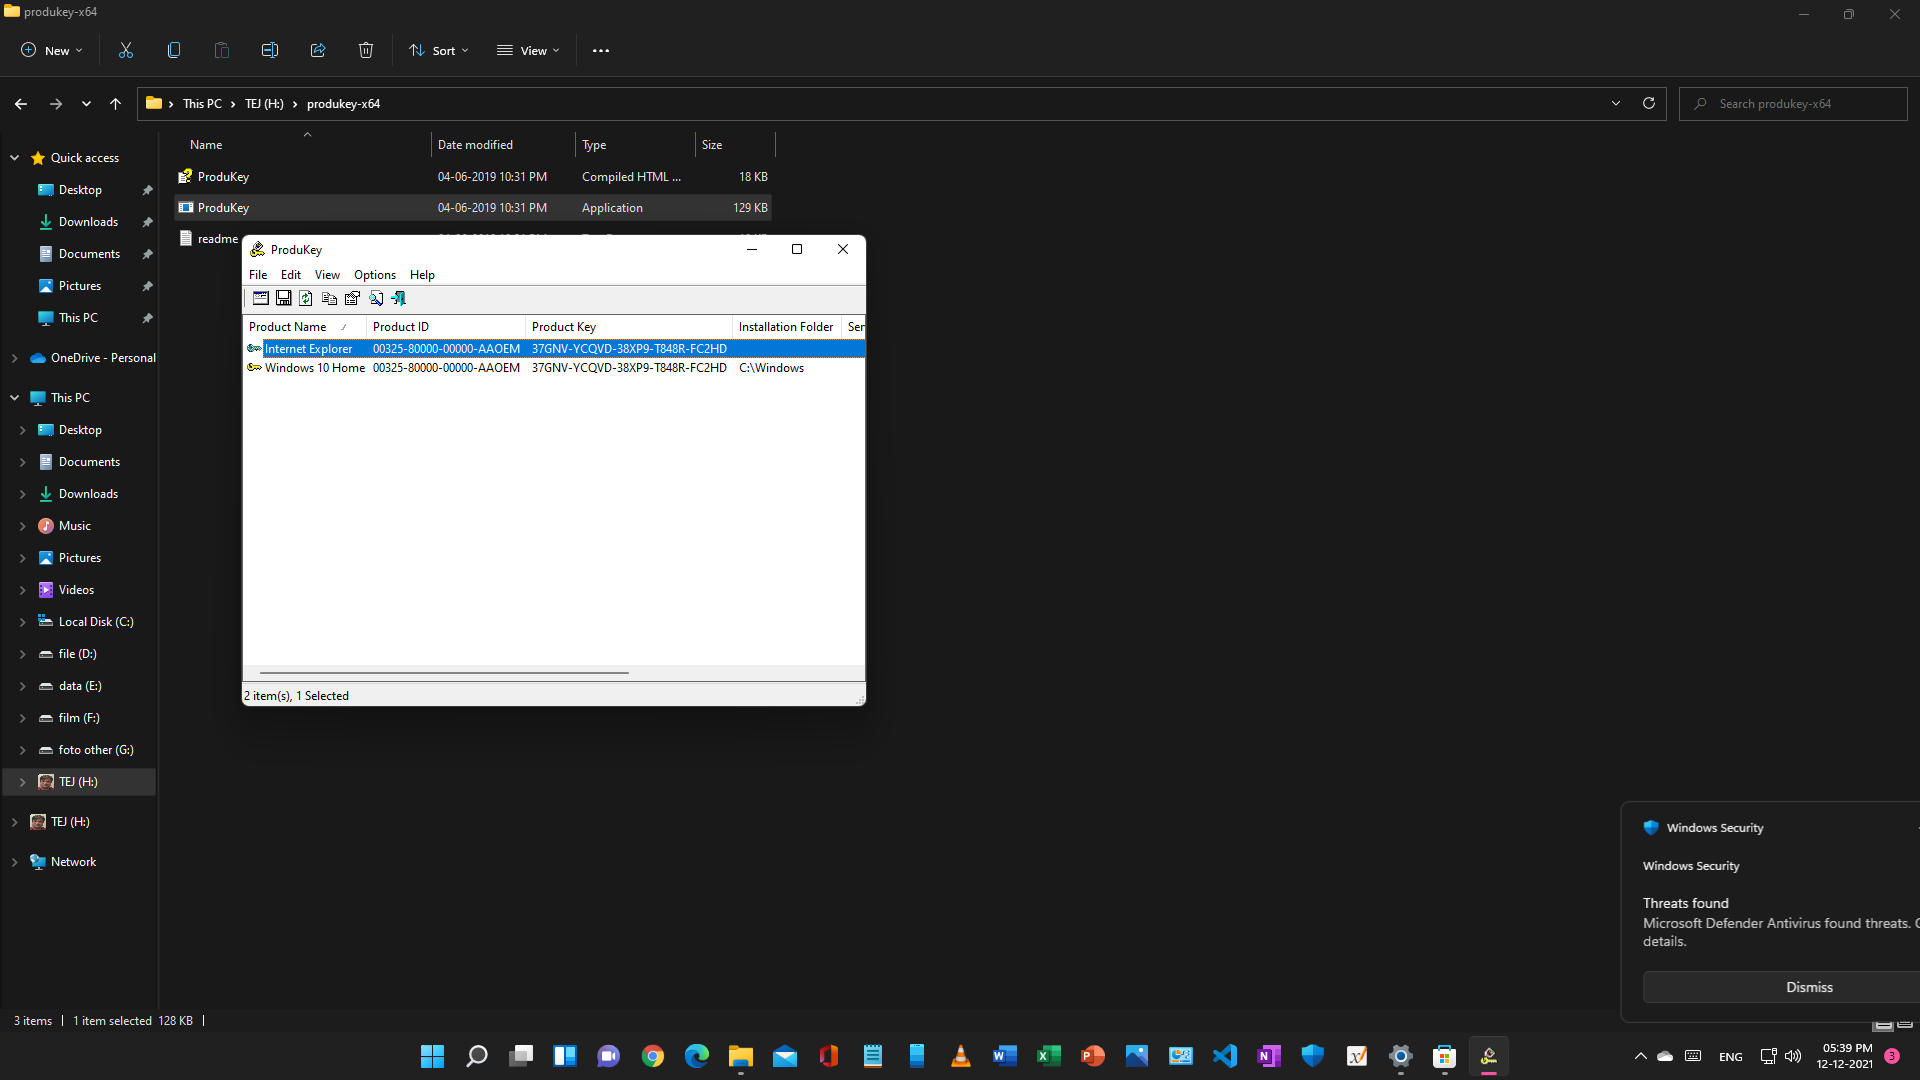 produkey-x64
New
Sort
View
This PC
TEJ (H:)
produkey-x64
Search produkey-x64
Name
Date modified
Type
Size
ProduKey
04-06-2019 10:31 PM
Compiled HTML ...
18 KB
ProduKey
04-06-2019 10:31 PM
Application
129 KB
readme
Quick access
Desktop
Downloads
Documents
Pictures
This PC
OneDrive - Personal
This PC
Desktop
Documents
Downloads
Music
Pictures
Videos
Local Disk (C:)
file (D:)
data (E:)
film (F:)
foto other (G:)
TEJ (H:)
TEJ (H:)
Network
ProduKey
File Edit View Options Help
Product Name
Product ID
Product Key
Installation Folder
Ser
Internet Explorer 00325-80000-00000-AAOEM 37GNV-YCQVD-38XP9-T848R-FC2HD
Windows 10 Home 00325-80000-00000-AAOEM 37GNV-YCQVD-38XP9-T848R-FC2HD C:\Windows
2 item(s), 1 Selected
Windows Security
Windows Security
Threats found
Microsoft Defender Antivirus found threats.
details.
Dismiss
3 items
1 item selected 128 KB
ENG
05:39 PM
12-12-2021
3